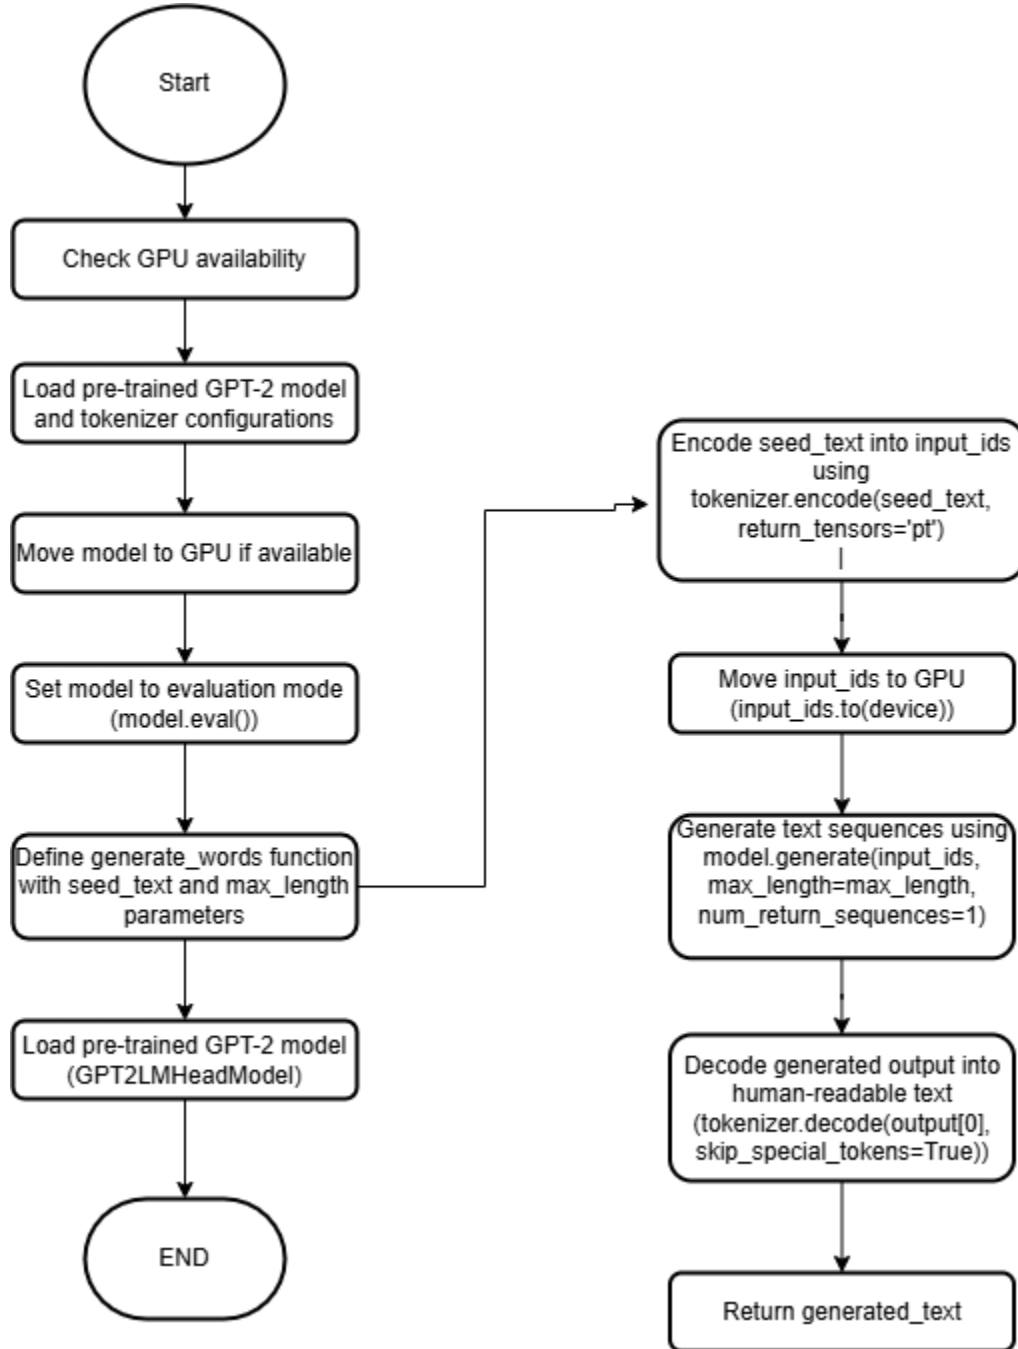 Start
Check GPU availability
Load pre-trained GPT-2 model
and tokenizer configurations
Move model to GPU if available
Set model to evaluation mode
(model.eval())
Define generate_words function
with seed_text and max_length
parameters
Load pre-trained GPT-2 model
(GPT2LMHeadModel)
END
Encode seed_text into input_ids
using
tokenizer.encode(seed_text,
return_tensors='pt')
|
Move input_ids to GPU
(input_ids.to(device))
Generate text sequences using
model.generate(input_ids,
max_length=max_length,
num_return_sequences=1)
Decode generated output into
human-readable text
(tokenizer.decode(output[0],
skip_special_tokens=True))
Return generated_text